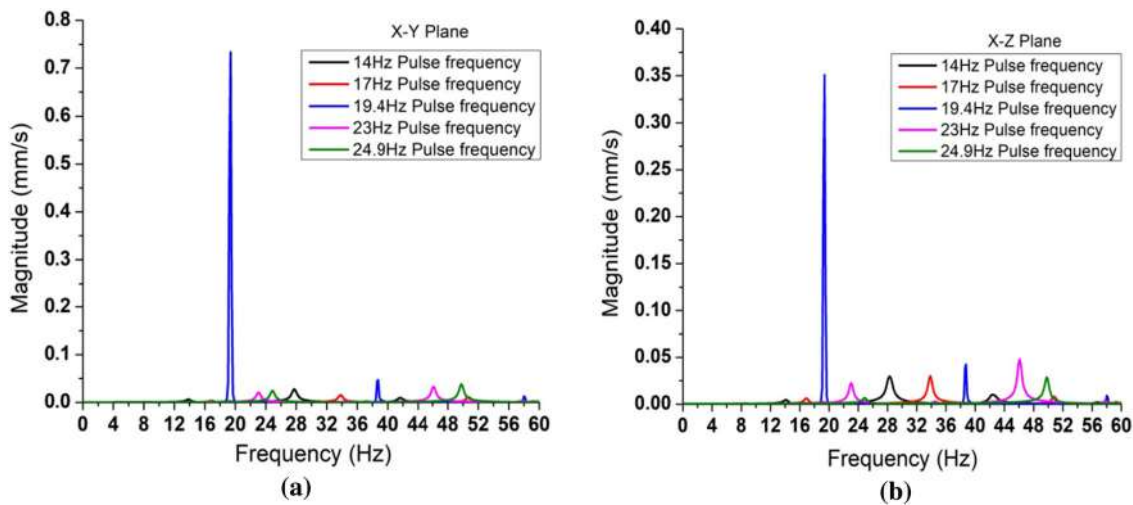 X-Y Plane
14Hz Pulse frequency
17Hz Pulse frequency
19.4Hz Pulse frequency
23Hz Pulse frequency
24.9Hz Pulse frequency
Magnitude (mm/s)
0.8
0.7
0.6
0.5
0.4
0.3
0.2
0.1
0.0
0 4 8 12 16 20 24 28 32 36 40 44 48 52 56 60
Frequency (Hz)
(a)
X-Z Plane
14Hz Pulse frequency
17Hz Pulse frequency
19.4Hz Pulse frequency
23Hz Pulse frequency
24.9Hz Pulse frequency
Magnitude (mm/s)
0.40
0.35
0.30
0.25
0.20
0.15
0.10
0.05
0.00
0 4 8 12 16 20 24 28 32 36 40 44 48 52 56 60
Frequency (Hz)
(b)